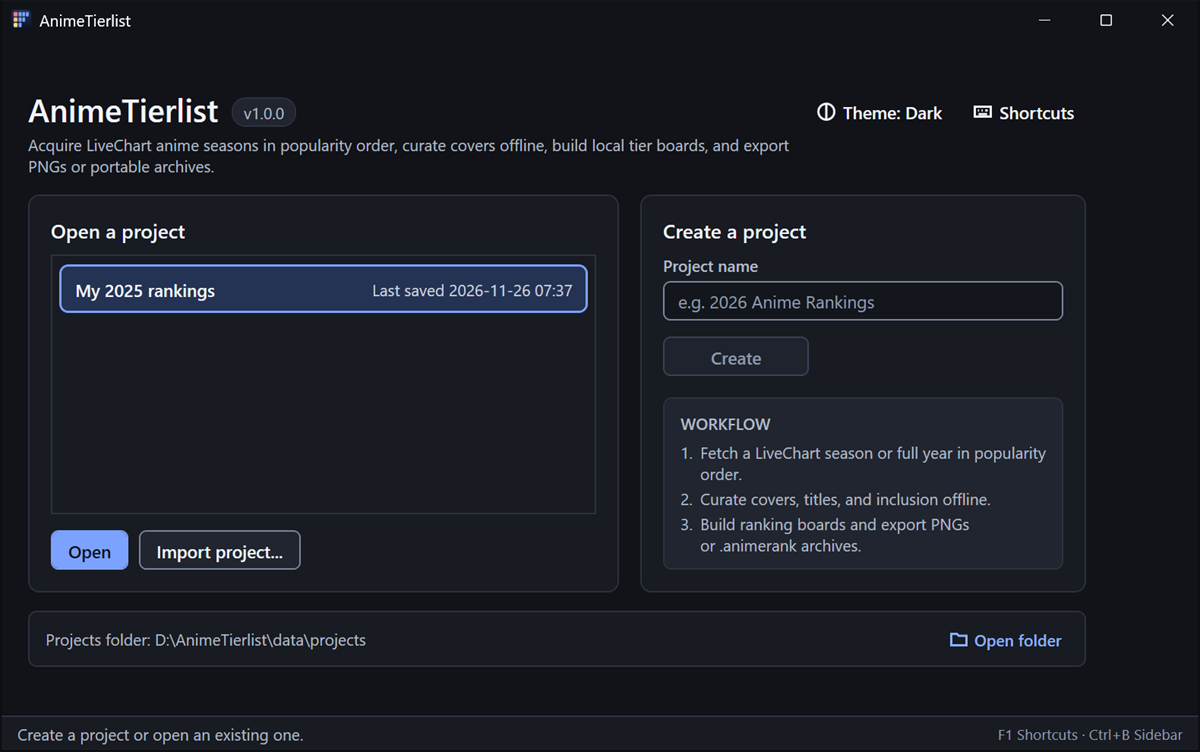 AnimeTierlist
AnimeTierlist v1.0.0
Theme: Dark
Shortcuts
Acquire LiveChart anime seasons in popularity order, curate covers offline, build local tier boards, and export
PNGs or portable archives.
Open a project
My 2025 rankings
Last saved 2026-11-26 07:37
Open
Import project...
Create a project
Project name
e.g. 2026 Anime Rankings
Create
WORKFLOW
1. Fetch a LiveChart season or full year in popularity
order.
2. Curate covers, titles, and inclusion offline.
3. Build ranking boards and export PNGs
or .animerank archives.
Projects folder: D:\AnimeTierlist\data\projects
Open folder
Create a project or open an existing one.
F1 Shortcuts · Ctrl+B Sidebar